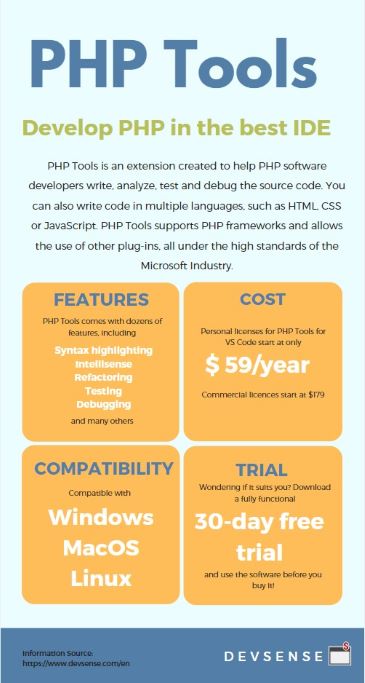 PHP Tools
Develop PHP in the best IDE
PHP Tools is an extension created to help PHP software
developers write, analyze, test and debug the source code. You
can also write code in multiple languages, such as HTML, CSS
or JavaScript. PHP Tools supports PHP frameworks and allows
the use of other plug-ins, all under the high standards of the
Microsoft Industry.
FEATURES
PHP Tools comes with dozens of
features, including
Syntax highlighting
Intellisense
Refactoring
Testing
Debugging
and many others
COST
Personal licenses for PHP Tools for
VS Code start at only
$ 59/year
Commercial licences start at $179
COMPATIBILITY
Compatible with
Windows
MacOS
Linux
TRIAL
Wondering if it suits you? Download
a fully functional
30-day free
trial
and use the software before you
buy it!
Information Source:
https://www.devsense.com/en
DEVSENSE